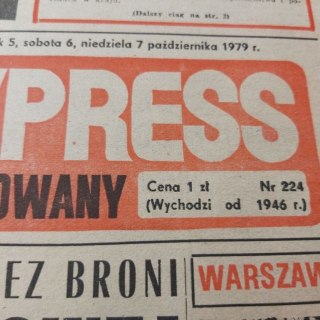 (Dalszy ciąg na str. 2)
k 5, sobota 6, niedziela 7 października 1979 r.
PRESS
OWANY
Cena 1 zł Nr 224
(Wychodzi od 1946 r.)
EZ BRONI
WARSZAW